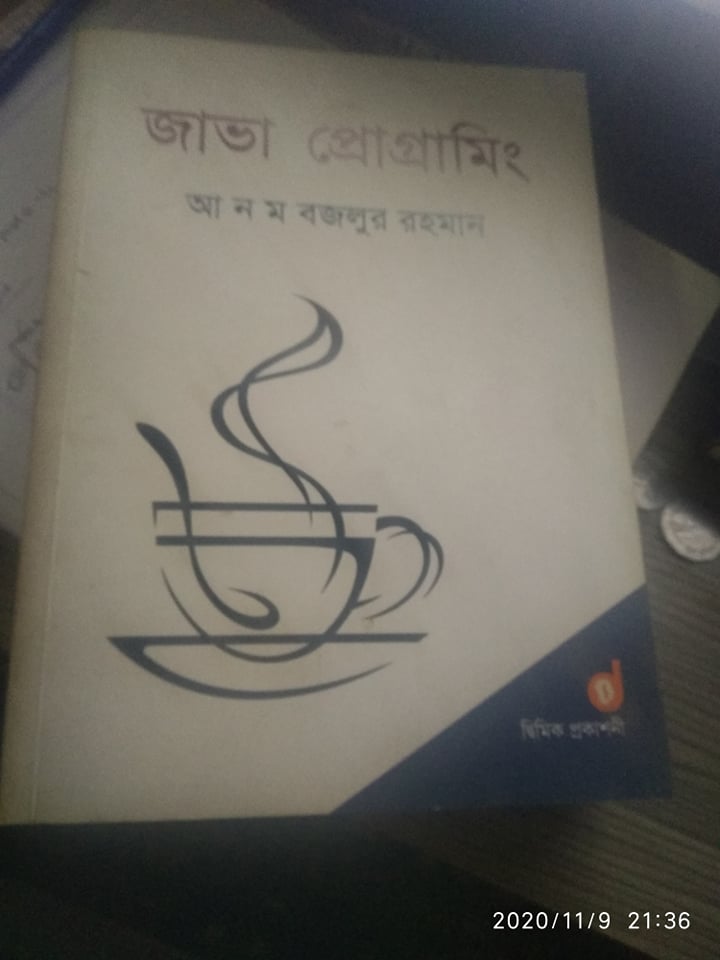 জাভা প্রোগ্রামিং
আ ন ম বজলুর রহমান
দ্বিমিক প্রকাশনী
2020/11/9 21:36